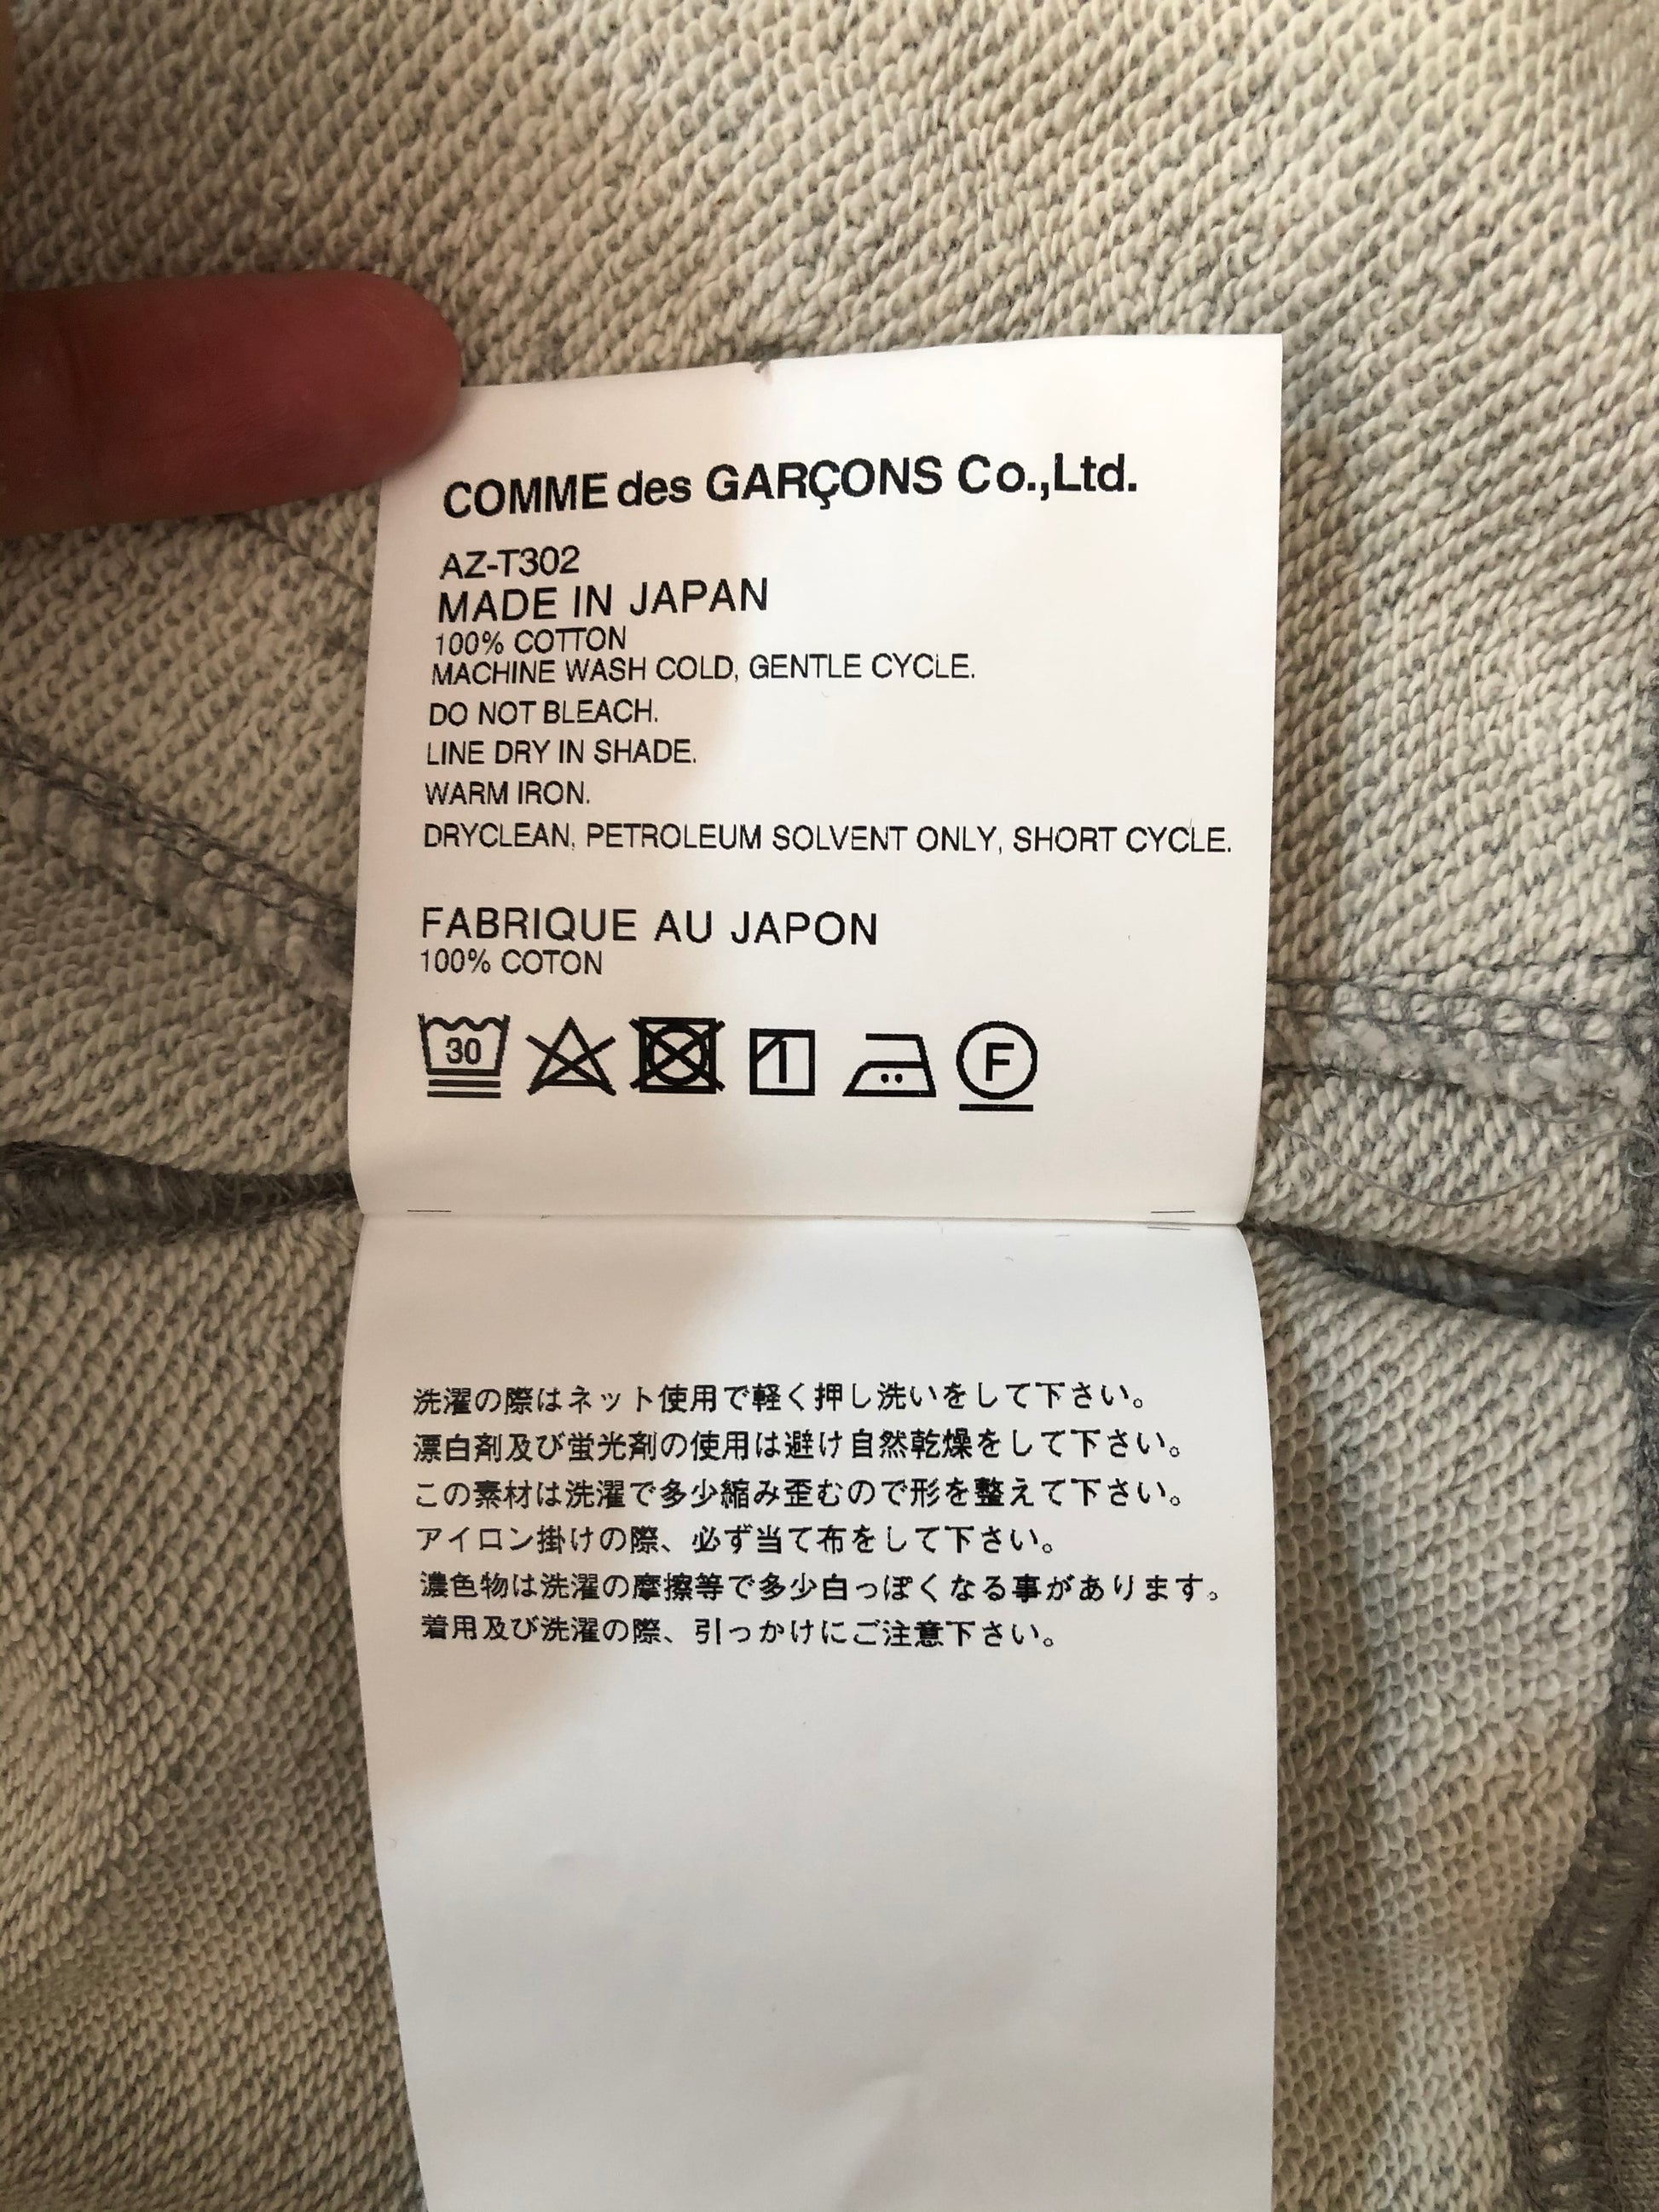 COMME des GARÇONS Co.,Ltd.
AZ-T302
MADE IN JAPAN
100% COTTON
MACHINE WASH COLD, GENTLE CYCLE.
DO NOT BLEACH.
LINE DRY IN SHADE.
WARM IRON.
DRYCLEAN, PETROLEUM SOLVENT ONLY, SHORT CYCLE.
FABRIQUE AU JAPON
100% COTON
30 F
洗濯の際はネット使用で軽く押し洗いをして下さい。
漂白剤及び蛍光剤の使用は避け自然乾燥をして下さい。
この素材は洗濯で多少縮み歪むので形を整えて下さい。
アイロン掛けの際、必ず当て布をして下さい。
濃色物は洗濯の摩擦等で多少白っぽくなる事があります。
着用及び洗濯の際、引っかけにご注意下さい。